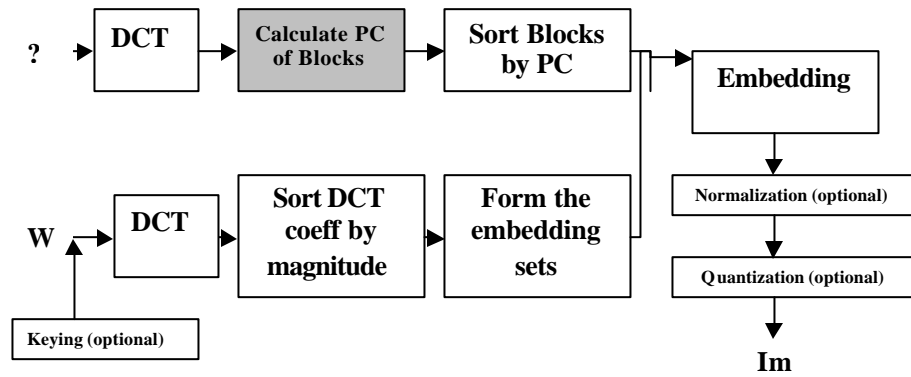 ?
DCT
Calculate PC
of Blocks
Sort Blocks
by PC
Embedding
Normalization (optional)
Quantization (optional)
Im
W
DCT
Sort DCT
coeff by
magnitude
Form the
embedding
sets
Keying (optional)